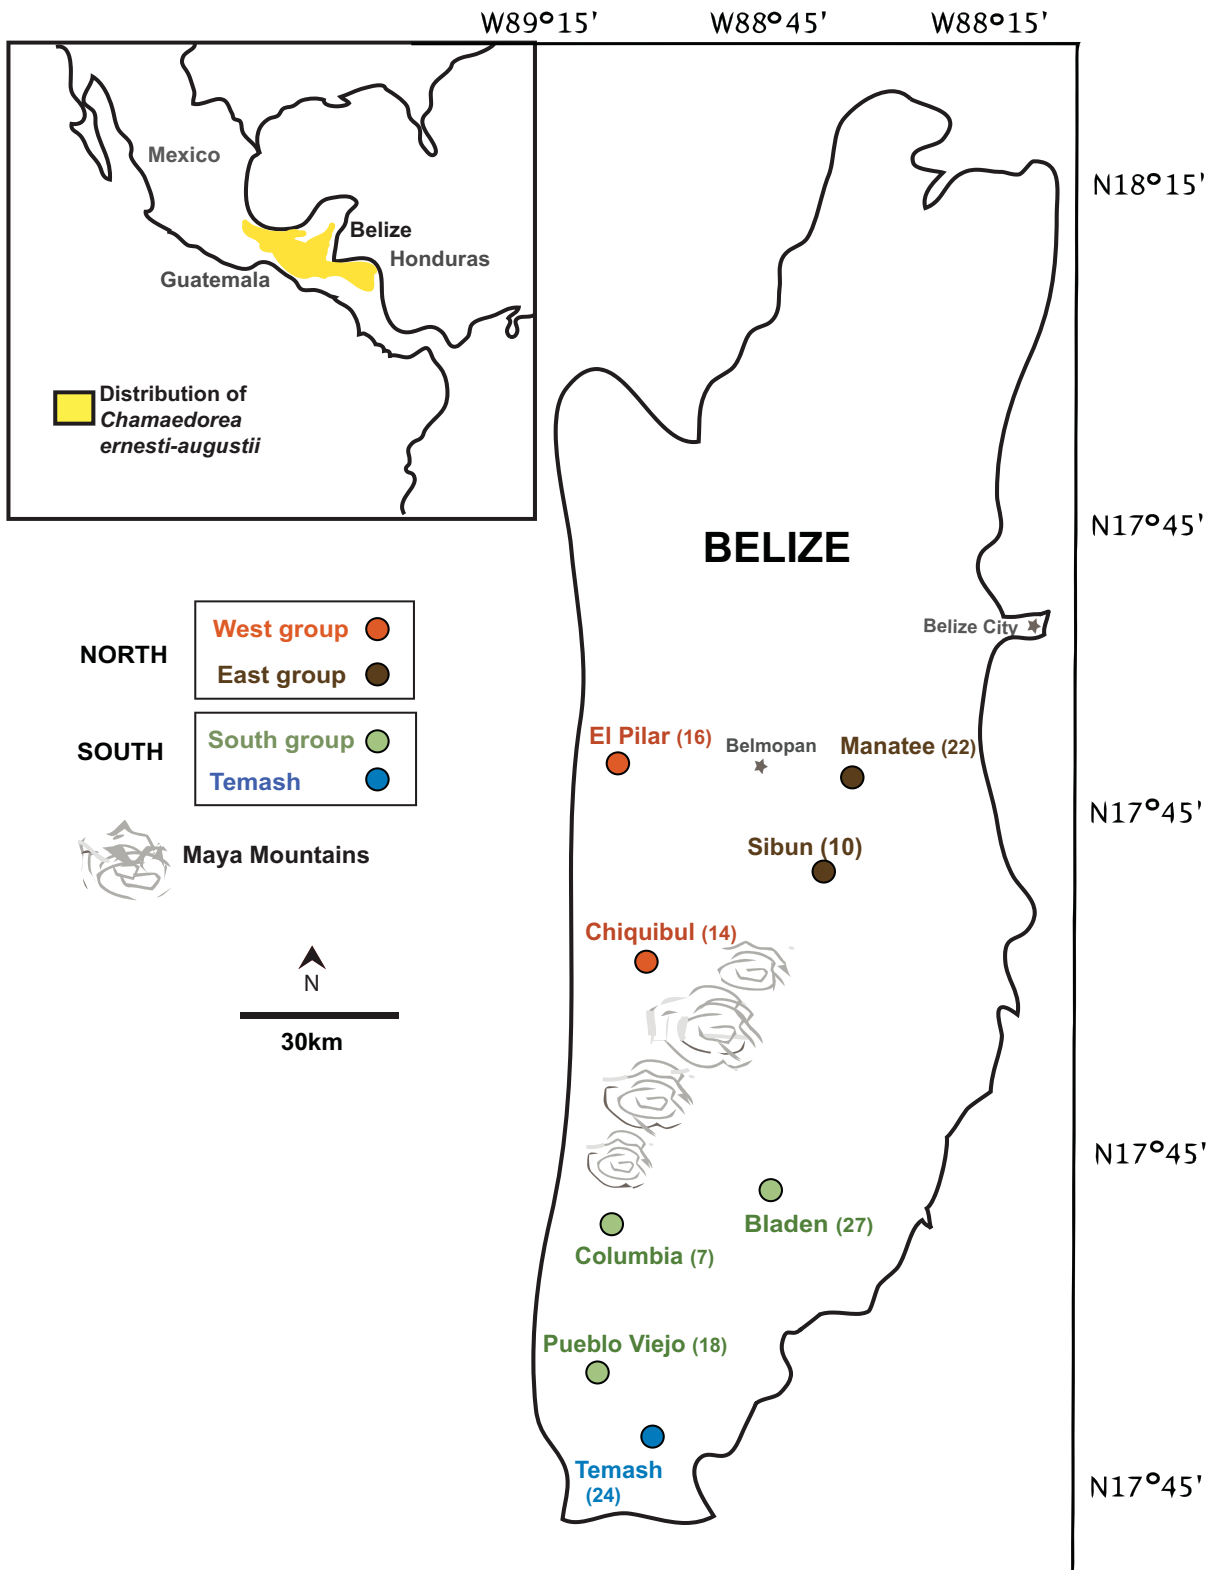 W89°15' W88°45' W88°15'
Mexico
Belize
Honduras
Guatemala
Distribution of
Chamaedorea
ernesti-augustii
N18°15'
N17°45'
BELIZE
Belize City
NORTH
West group
East group
SOUTH
South group
Temash
Maya Mountains
N
30km
El Pilar (16)
Belmopan
Manatee (22)
N17°45'
Sibun (10)
Chiquibul (14)
N17°45'
Bladen (27)
Columbia (7)
Pueblo Viejo (18)
Temash
(24)
N17°45'